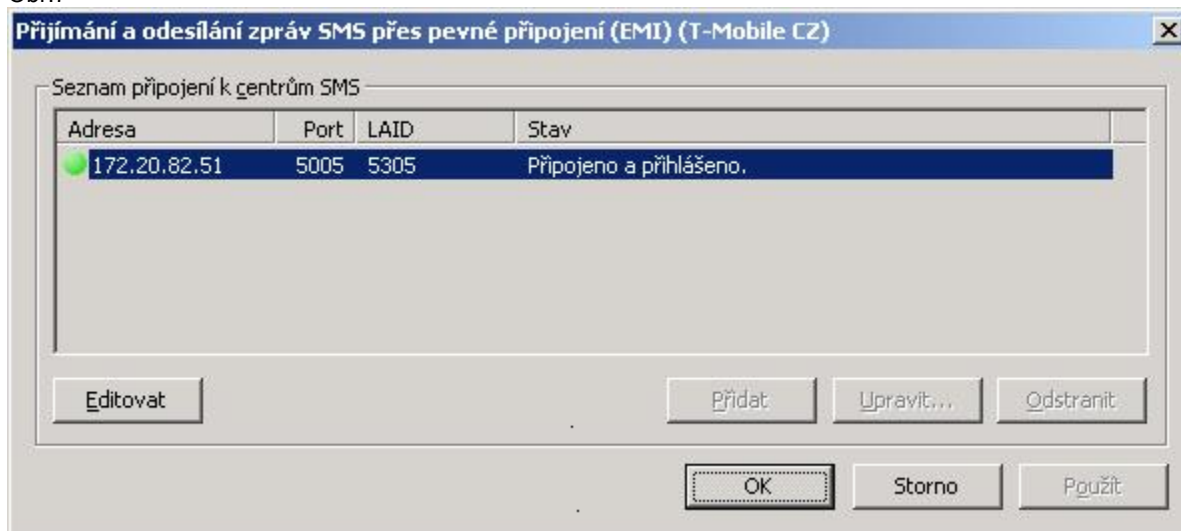 Přijímání a odesílání zpráv SMS přes pevné připojení (EMI) (T-Mobile CZ)
Seznam připojení k centrům SMS
Adresa Port LAID Stav
172.20.82.51 5005 5305 Připojeno a přihlášeno.
Editovat Přidat Upravit... Odstranit
OK Storno Použít